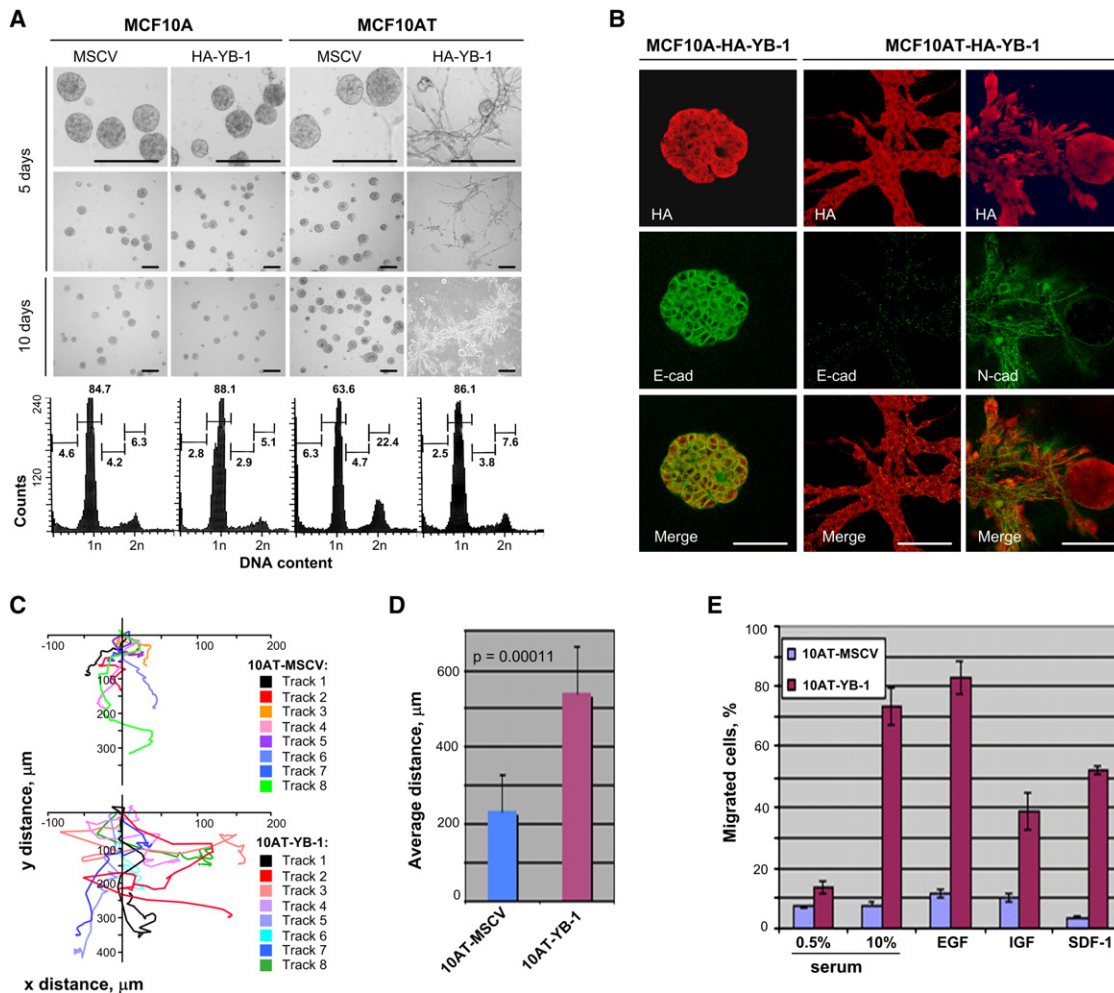 A
MCF10A
MCF10AT
MSCV
HA-YB-1
MSCV
HA-YB-1
5 days
10 days
84.7
88.1
63.6
86.1
240
120
Counts
4.6
4.2
6.3
2.8
2.9
5.1
6.3
4.7
22.4
2.5
3.8
7.6
1n
2n
1n
2n
1n
2n
1n
2n
DNA content
B
MCF10A-HA-YB-1
MCF10AT-HA-YB-1
HA
HA
HA
E-cad
E-cad
N-cad
Merge
Merge
Merge
C
-100
100
200
100
200
300
10AT-MSCV:
Track 1
Track 2
Track 3
Track 4
Track 5
Track 6
Track 7
Track 8
-100
100
200
100
200
300
400
10AT-YB-1:
Track 1
Track 2
Track 3
Track 4
Track 5
Track 6
Track 7
Track 8
y distance, µm
x distance, µm
D
p = 0.00011
600
400
200
0
Average distance, µm
10AT-MSCV
10AT-YB-1
E
10AT-MSCV
10AT-YB-1
100
80
60
40
20
10
0
Migrated cells, %
0.5%
10%
EGF
IGF
SDF-1
serum